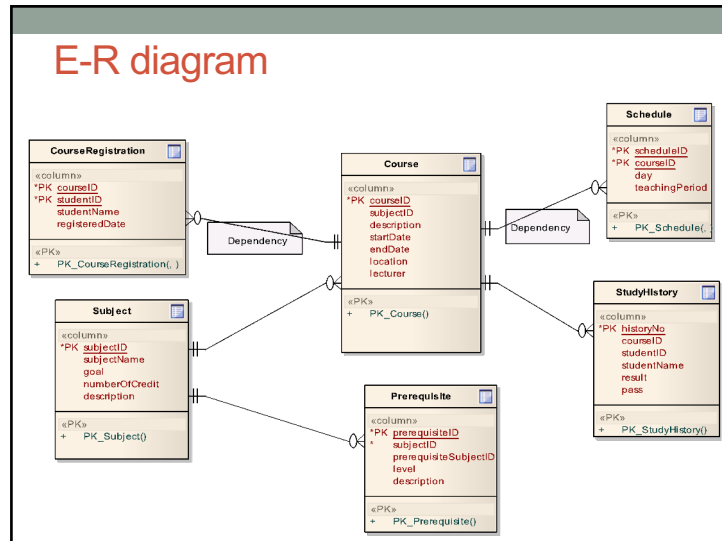 E-R diagram
CourseRegistration
«column»
*PK courseID
*PK studentID
studentName
registeredDate
«PK»
+ PK_CourseRegistration(, )
Dependency
Course
«column»
*PK courseID
subjectID
description
startDate
endDate
location
lecturer
«PK»
+ PK_Course()
Dependency
Schedule
«column»
*PK scheduleID
*PK courseID
day
teachingPeriod
«PK»
+ PK_Schedule(, )
Subject
«column»
*PK subjectID
subjectName
goal
numberOfCredit
description
«PK»
+ PK_Subject()
Prerequisite
«column»
*PK prerequisiteID
* subjectID
prerequisiteSubjectID
level
description
«PK»
+ PK_Prerequisite()
StudyHIstory
«column»
*PK historyNo
courseID
studentID
studentName
result
pass
«PK»
+ PK_StudyHistory()